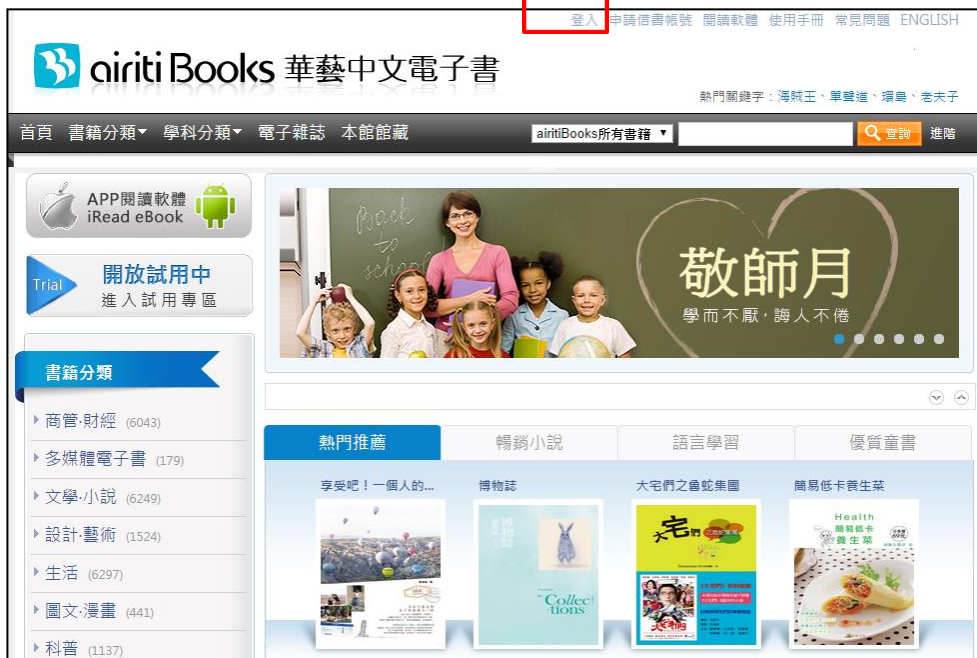 登入 申請借書帳號 閱讀軟體 使用手冊 常見問題 ENGLISH
airiti Books 華藝中文電子書
熱門關鍵字：海賊王、單聲道、環島、老夫子
首頁 書籍分類▾ 學科分類▾ 電子雜誌 本館館藏 airitiBooks所有書籍 ▼ 查詢 進階
APP閱讀軟體
iRead eBook
Back
to
school
敬師月
學而不厭，誨人不倦
Trial 開放試用中
進入試用專區
書籍分類
商管‧財經 (6043)
多媒體電子書 (179)
文學‧小說 (6249)
設計‧藝術 (1524)
生活 (6297)
圖文‧漫畫 (441)
科普 (1137)
熱門推薦 暢銷小說 語言學習 優質童書
享受吧！一個人的... 博物誌 大宅們之魯蛇集團 簡易低卡養生菜
博物誌
Collec
tions
大宅們
Health
簡易低卡
養生菜